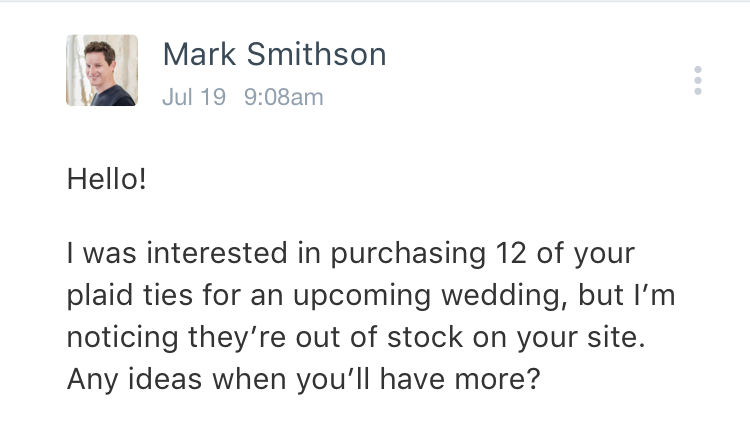 Mark Smithson
Jul 19 9:08am
Hello!
I was interested in purchasing 12 of your
plaid ties for an upcoming wedding, but I’m
noticing they’re out of stock on your site.
Any ideas when you’ll have more?